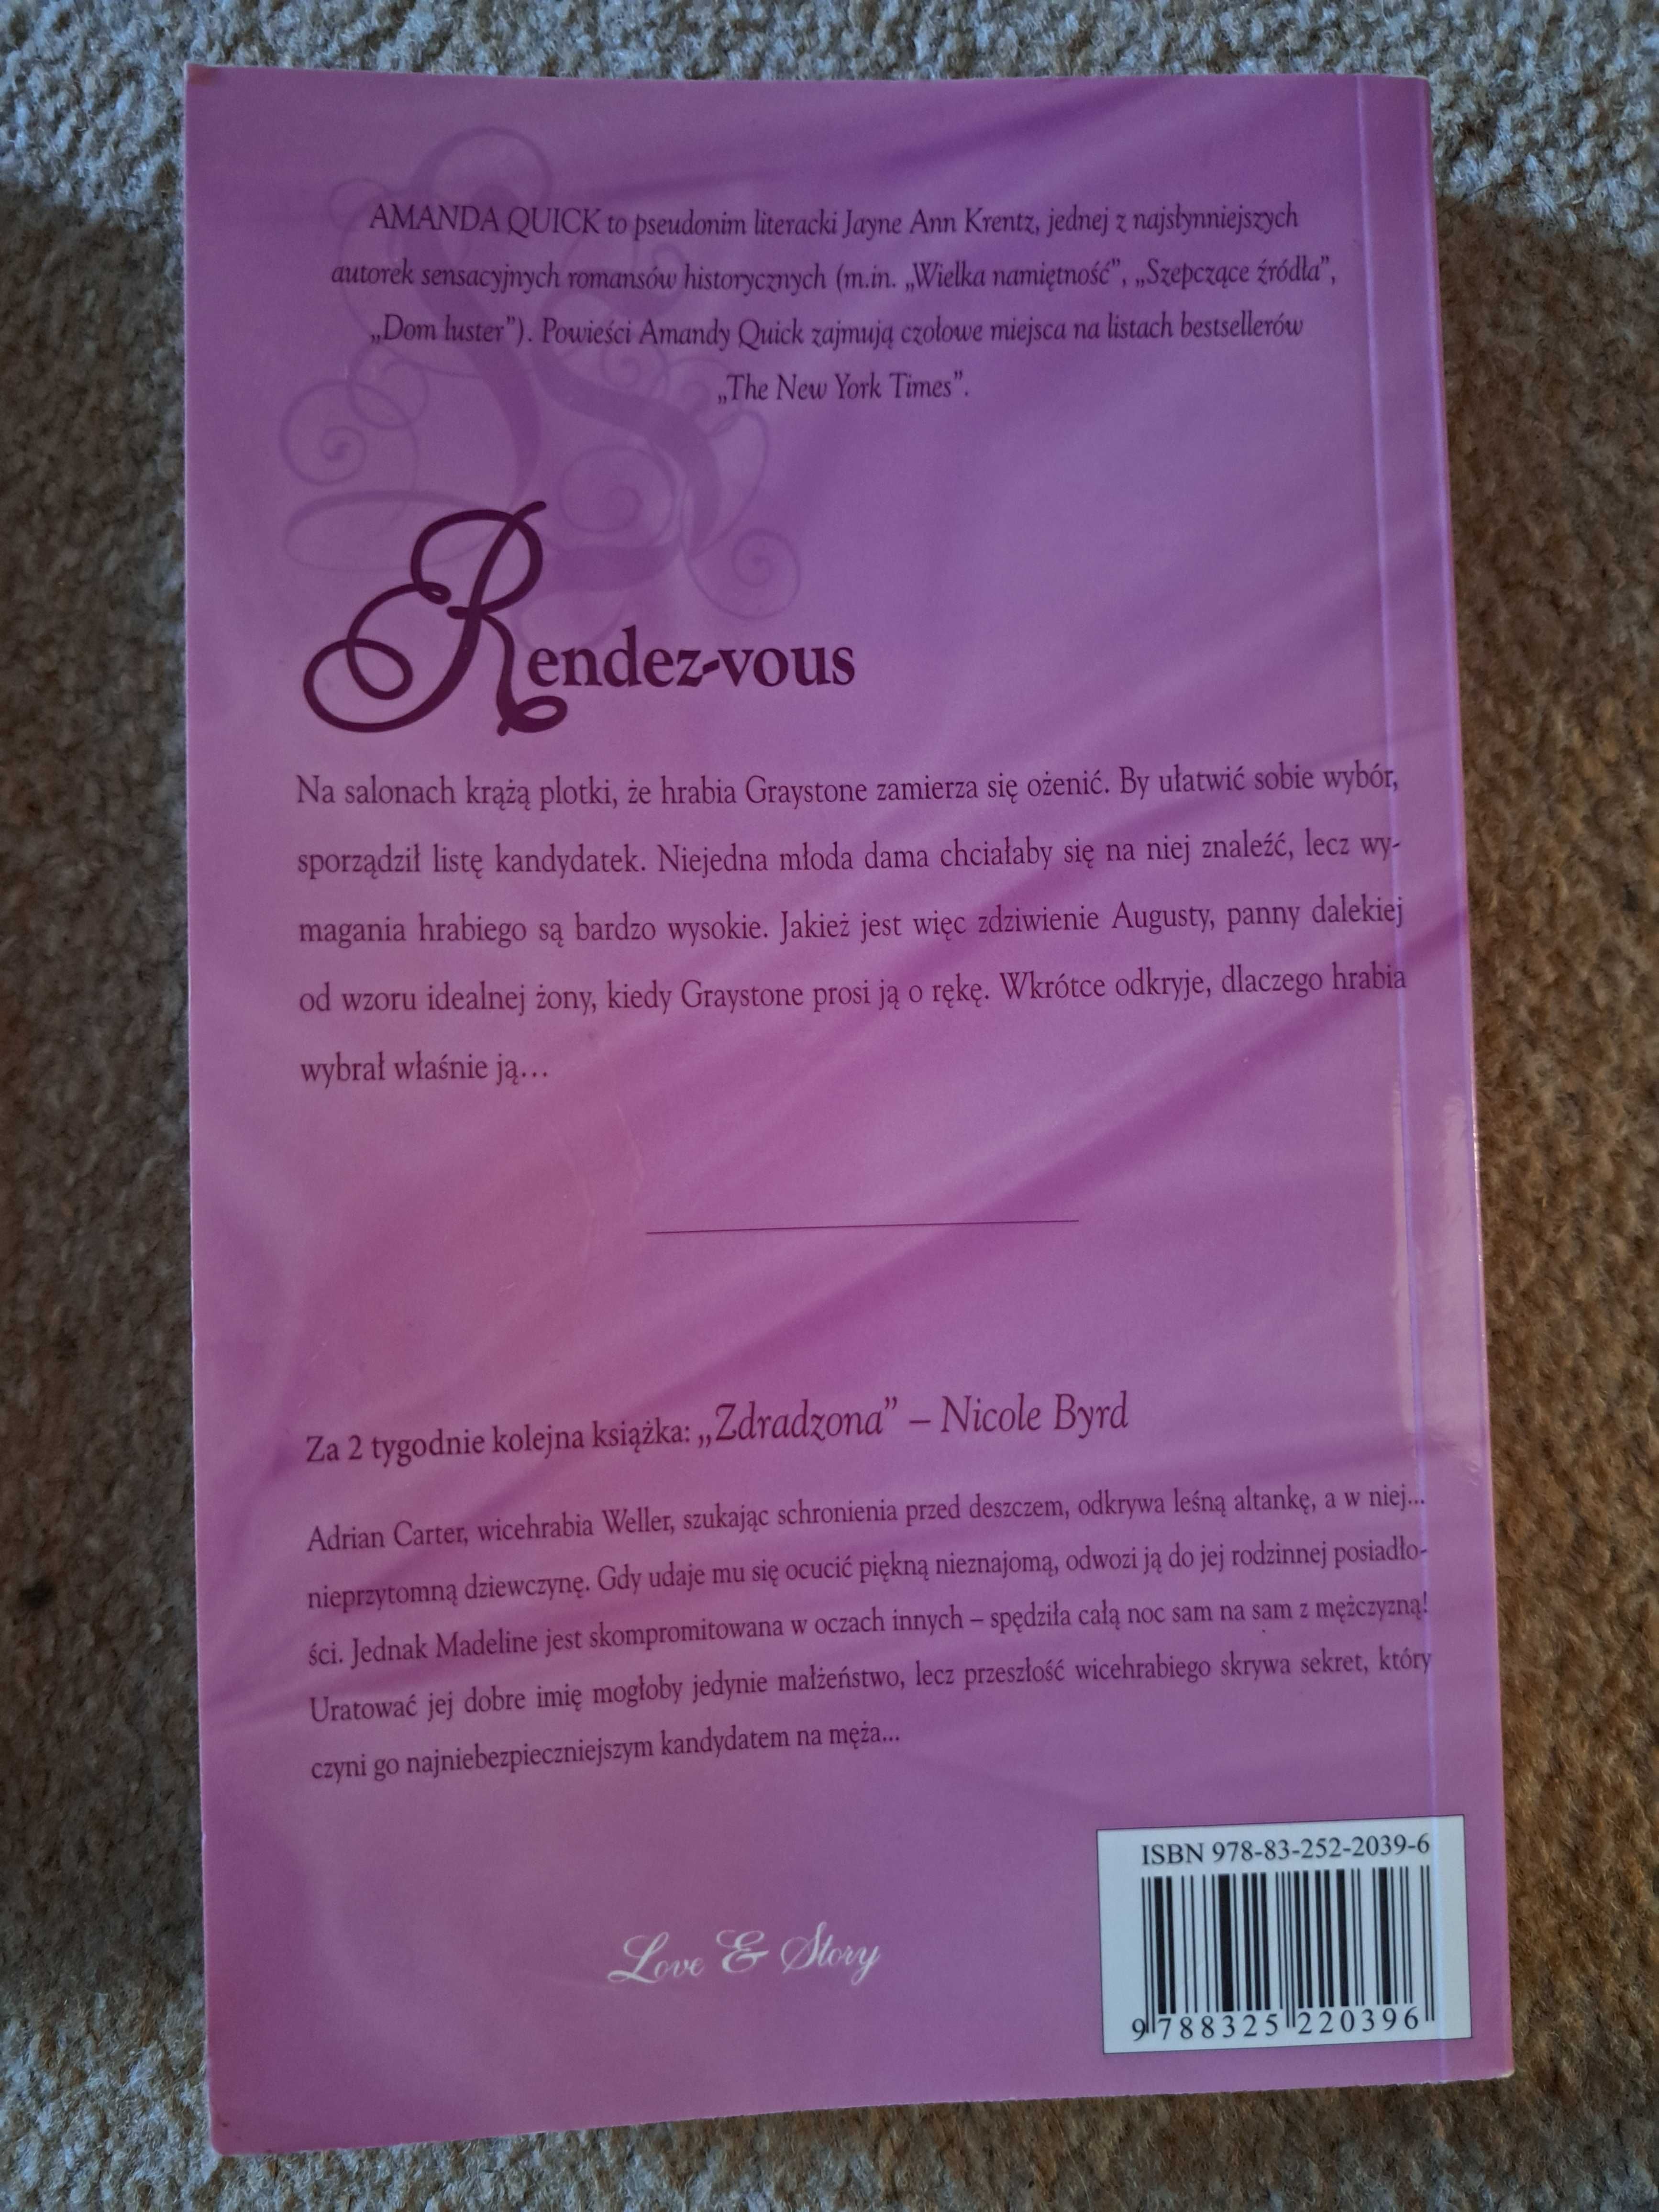 AMANDA QUICK to pseudonim literacki Jayne Ann Krentz, jednej z najsłynniejszych
autorek sensacyjnych romansów historycznych (m.in. „Wielka namiętność”, „Szepczące źródła”,
„Dom luster”). Powieści Amandy Quick zajmują czołowe miejsca na listach bestsellerów
„The New York Times”.
Rendez-vous
Na salonach krążą plotki, że hrabia Graystone zamierza się ożenić. By ułatwić sobie wybór,
sporządził listę kandydatek. Niejedna młoda dama chciałaby się na niej znaleźć, lecz wy-
magania hrabiego są bardzo wysokie. Jakież jest więc zdziwienie Augusty, panny dalekiej
od wzoru idealnej żony, kiedy Graystone prosi ją o rękę. Wkrótce odkryje, dlaczego hrabia
wybrał właśnie ją...
Za 2 tygodnie kolejna książka: „Zdradzona” – Nicole Byrd
Adrian Carter, wicehrabia Weller, szukając schronienia przed deszczem, odkrywa leśną altankę, a w niej...
nieprzytomną dziewczynę. Gdy udaje mu się ocucić piękną nieznajomą, odwozi ją do jej rodzinnej posiadło-
ści. Jednak Madeline jest skompromitowana w oczach innych – spędziła całą noc sam na sam z mężczyzną!
Uratować jej dobre imię mogłoby jedynie małżeństwo, lecz przeszłość wicehrabiego skrywa sekret, który
czyni go najniebezpieczniejszym kandydatem na męża...
ISBN 978-83-252-2039-6
Love & Story
9 788325 220396